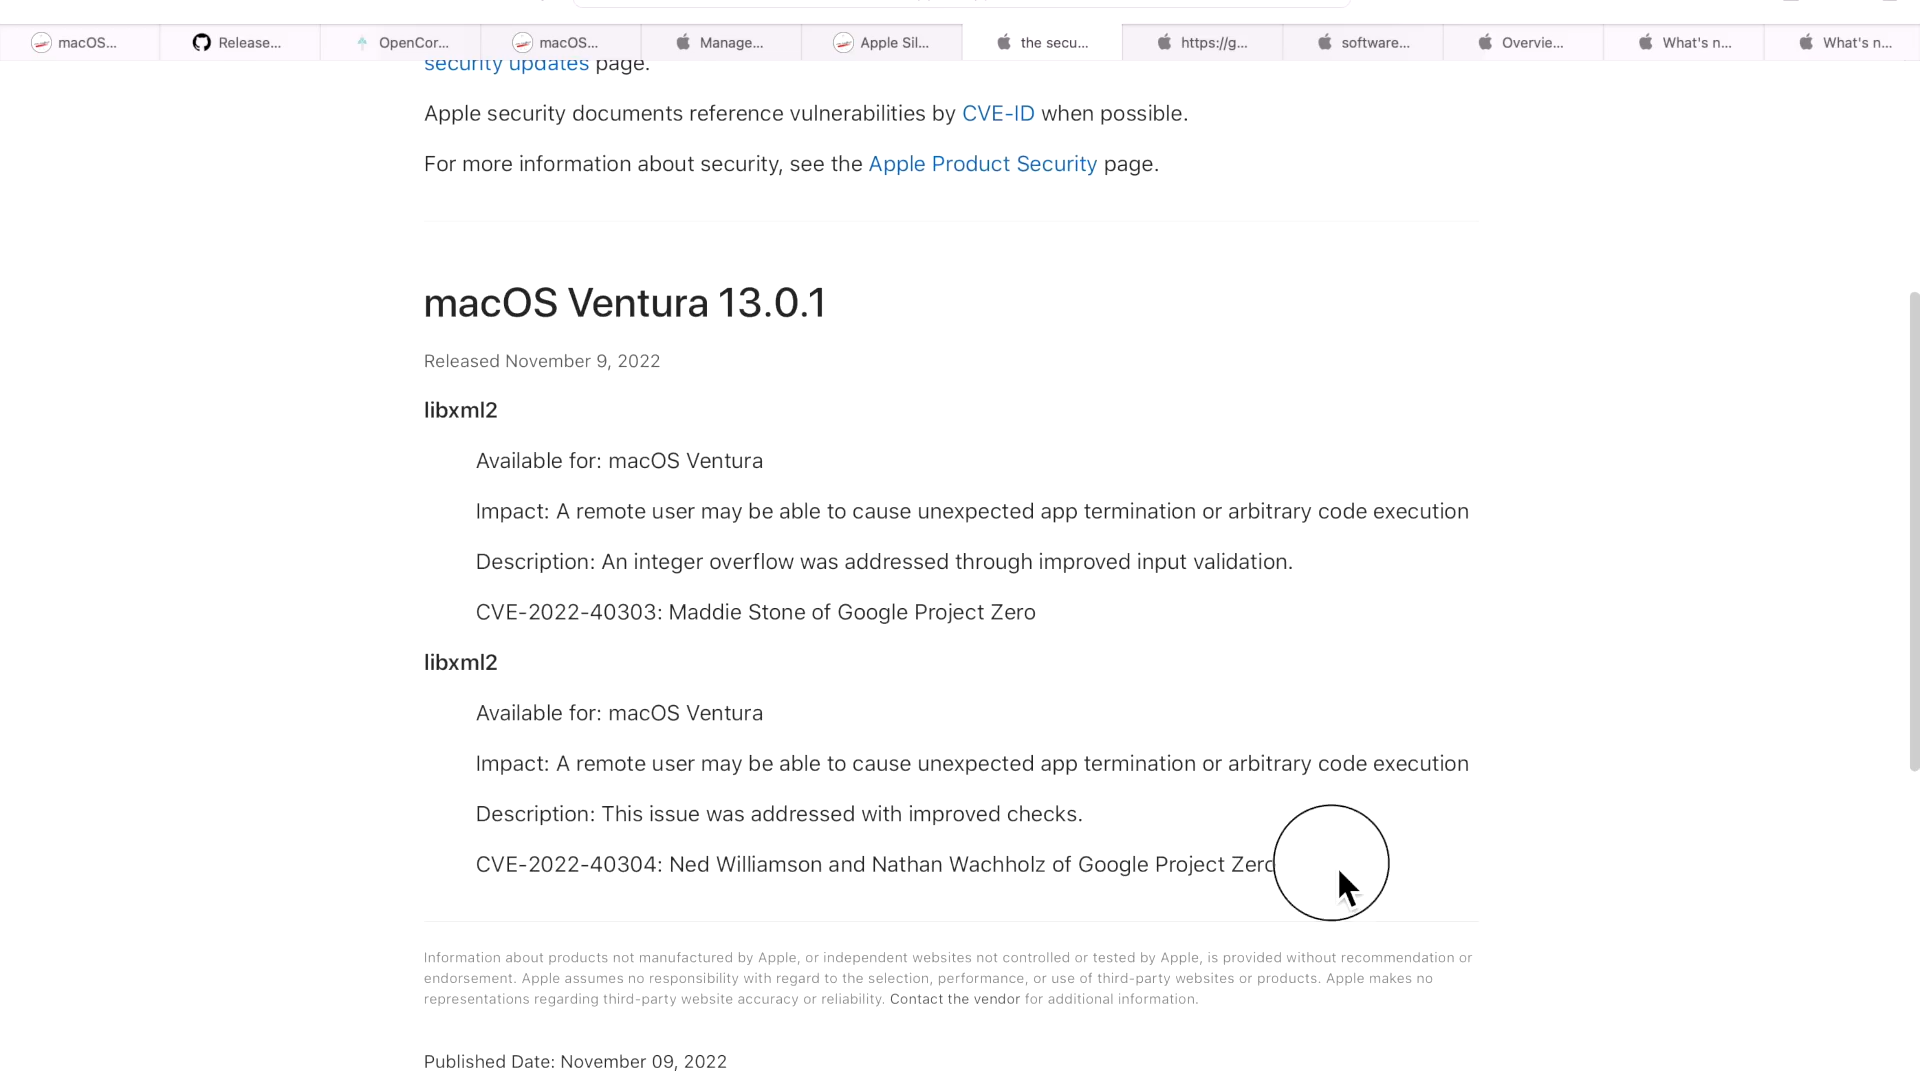 macOS...
Release...
OpenCor...
macOS...
Manage...
Apple Sil...
the secu...
https://g...
software...
Overvie...
What's n...
What's n...
security updates page.
Apple security documents reference vulnerabilities by CVE-ID when possible.
For more information about security, see the Apple Product Security page.
macOS Ventura 13.0.1
Released November 9, 2022
libxml2
Available for: macOS Ventura
Impact: A remote user may be able to cause unexpected app termination or arbitrary code execution
Description: An integer overflow was addressed through improved input validation.
CVE-2022-40303: Maddie Stone of Google Project Zero
libxml2
Available for: macOS Ventura
Impact: A remote user may be able to cause unexpected app termination or arbitrary code execution
Description: This issue was addressed with improved checks.
CVE-2022-40304: Ned Williamson and Nathan Wachholz of Google Project Zero
Information about products not manufactured by Apple, or independent websites not controlled or tested by Apple, is provided without recommendation or
endorsement. Apple assumes no responsibility with regard to the selection, performance, or use of third-party websites or products. Apple makes no
representations regarding third-party website accuracy or reliability. Contact the vendor for additional information.
Published Date: November 09, 2022